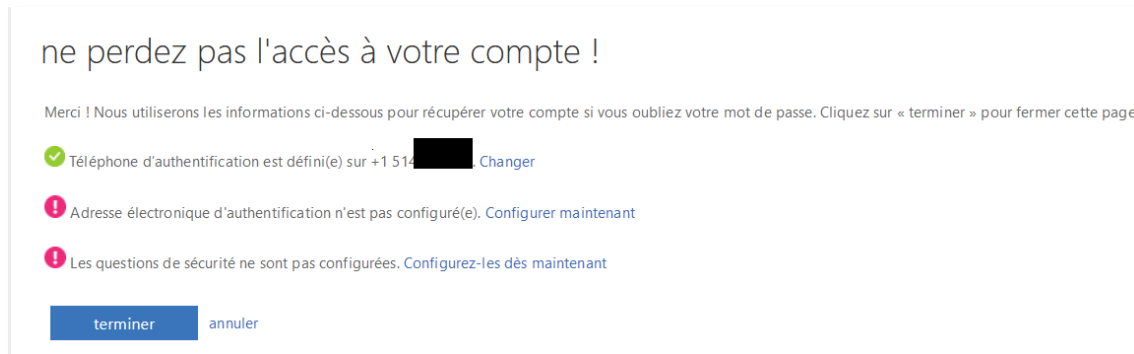 ne perdez pas l'accès à votre compte !
Merci ! Nous utiliserons les informations ci-dessous pour récupérer votre compte si vous oubliez votre mot de passe. Cliquez sur « terminer » pour fermer cette page
Téléphone d'authentification est défini(e) sur +1 514 . Changer
Adresse électronique d'authentification n'est pas configuré(e). Configurer maintenant
Les questions de sécurité ne sont pas configurées. Configurez-les dès maintenant
terminer annuler